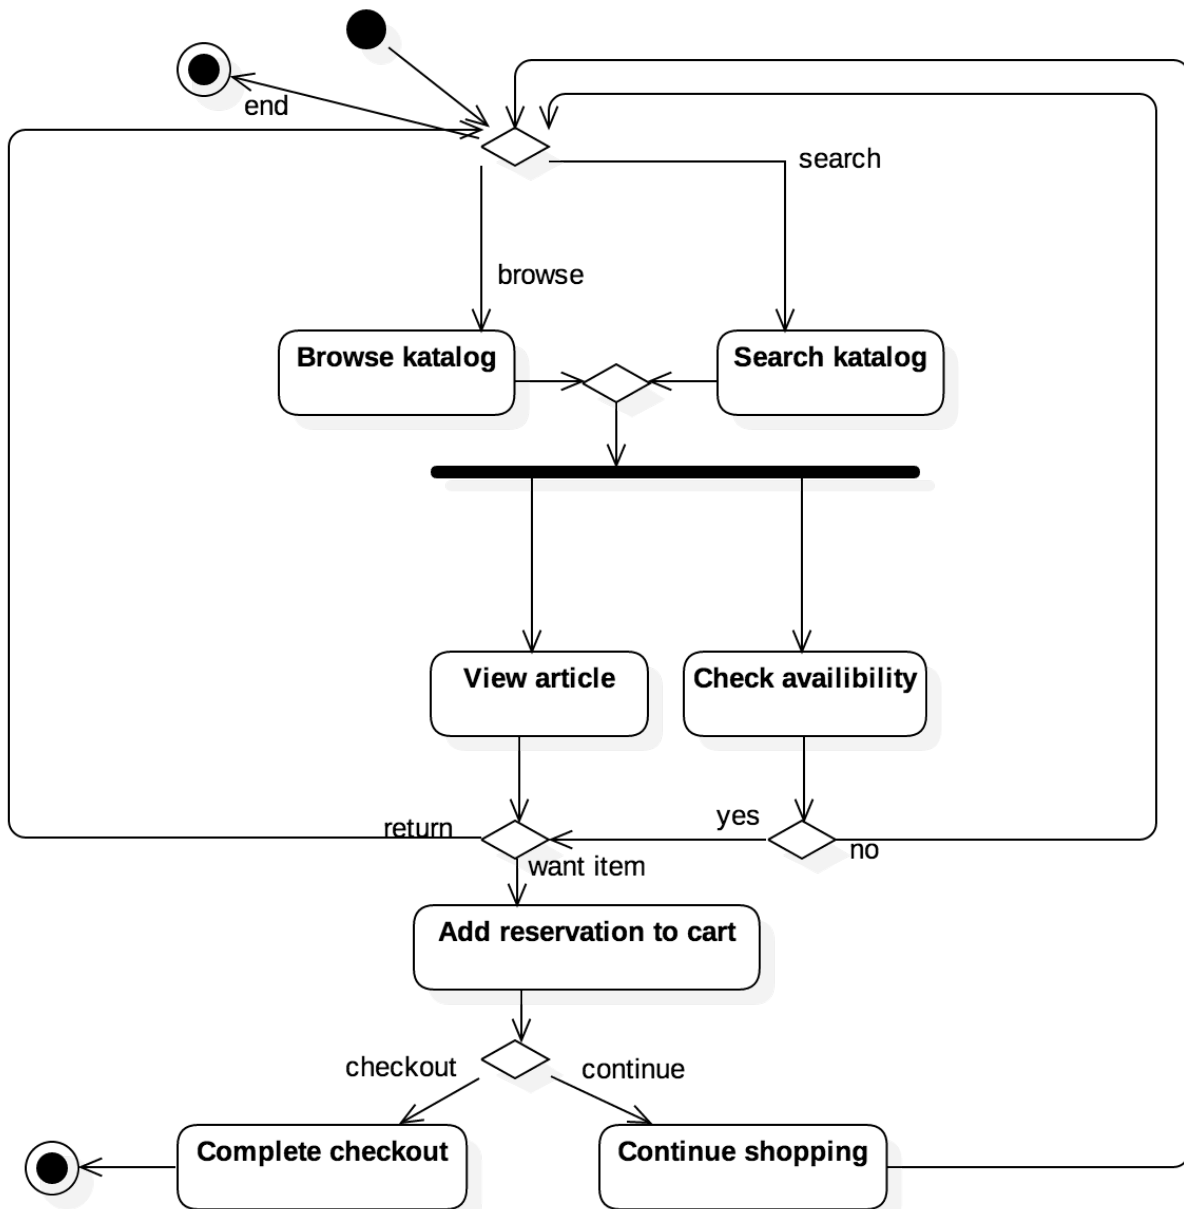 end
search
browse
Browse katalog
Search katalog
View article
Check availibility
return
yes
no
want item
Add reservation to cart
checkout
continue
Complete checkout
Continue shopping